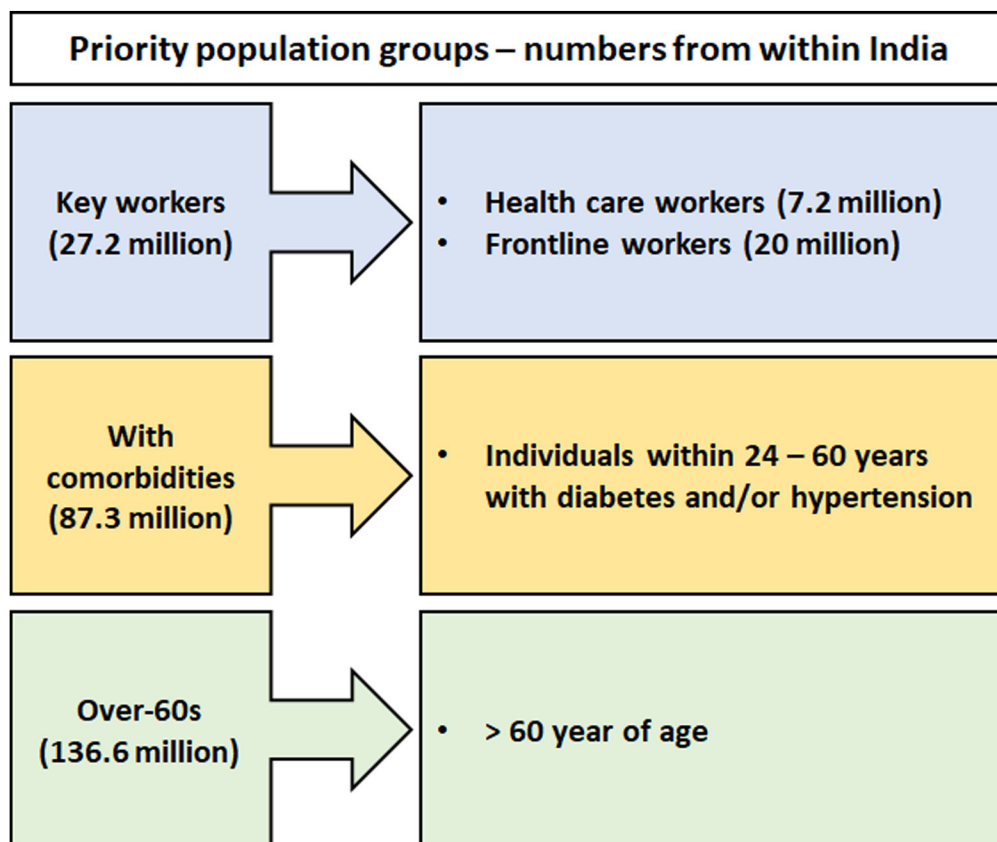 Priority population groups – numbers from within India
Key workers
(27.2 million)
• Health care workers (7.2 million)
• Frontline workers (20 million)
With
comorbidities
(87.3 million)
• Individuals within 24 – 60 years
with diabetes and/or hypertension
Over-60s
(136.6 million)
• > 60 year of age